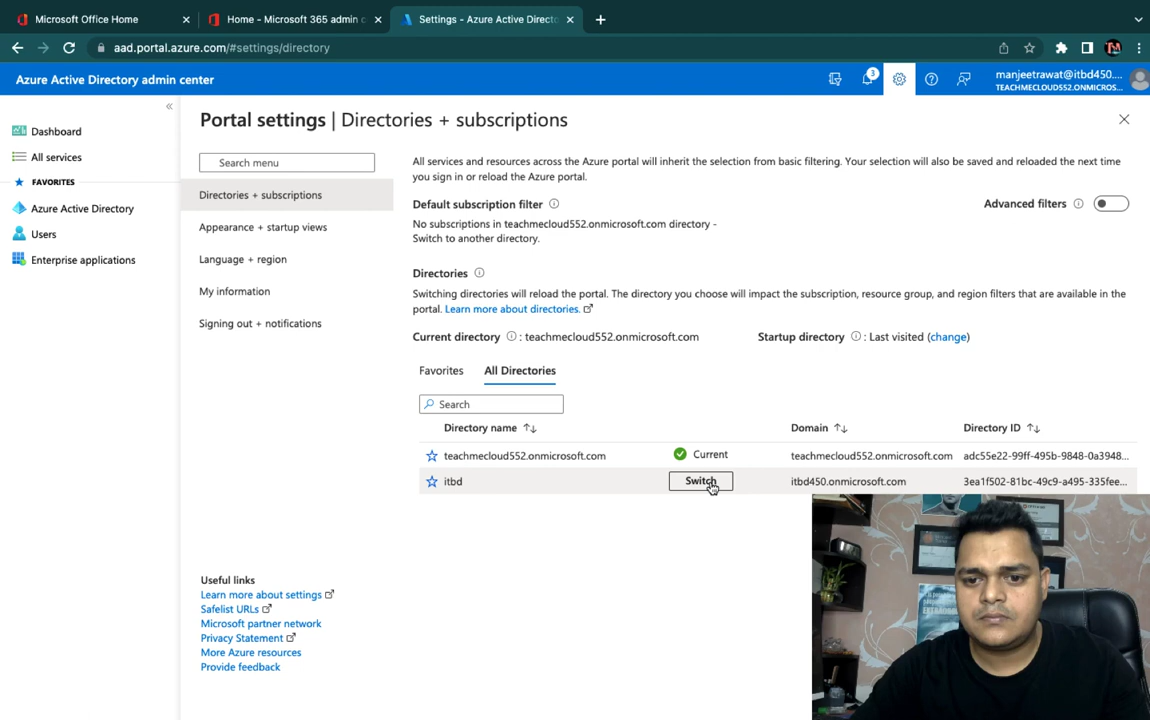 Microsoft Office Home
Home - Microsoft 365 admin c
Settings - Azure Active Directo
aad.portal.azure.com/#settings/directory
Azure Active Directory admin center
3
manjeetrawat@itbd450....
TEACHMECLOUD552.ONMICROS...
Dashboard
All services
FAVORITES
Azure Active Directory
Users
Enterprise applications
Portal settings | Directories + subscriptions
Search menu
Directories + subscriptions
Appearance + startup views
Language + region
My information
Signing out + notifications
Useful links
Learn more about settings
Safelist URLs
Microsoft partner network
Privacy Statement
More Azure resources
Provide feedback
All services and resources across the Azure portal will inherit the selection from basic filtering. Your selection will also be saved and reloaded the next time
you sign in or reload the Azure portal.
Default subscription filter
Advanced filters
No subscriptions in teachmecloud552.onmicrosoft.com directory -
Switch to another directory.
Directories
Switching directories will reload the portal. The directory you choose will impact the subscription, resource group, and region filters that are available in the
portal. Learn more about directories.
Current directory : teachmecloud552.onmicrosoft.com
Startup directory : Last visited (change)
Favorites All Directories
Search
Directory name Domain Directory ID
teachmecloud552.onmicrosoft.com Current teachmecloud552.onmicrosoft.com adc55e22-99ff-495b-9848-0a3948...
itbd Switch itbd450.onmicrosoft.com 3ea1f502-81bc-49c9-a495-335fee...